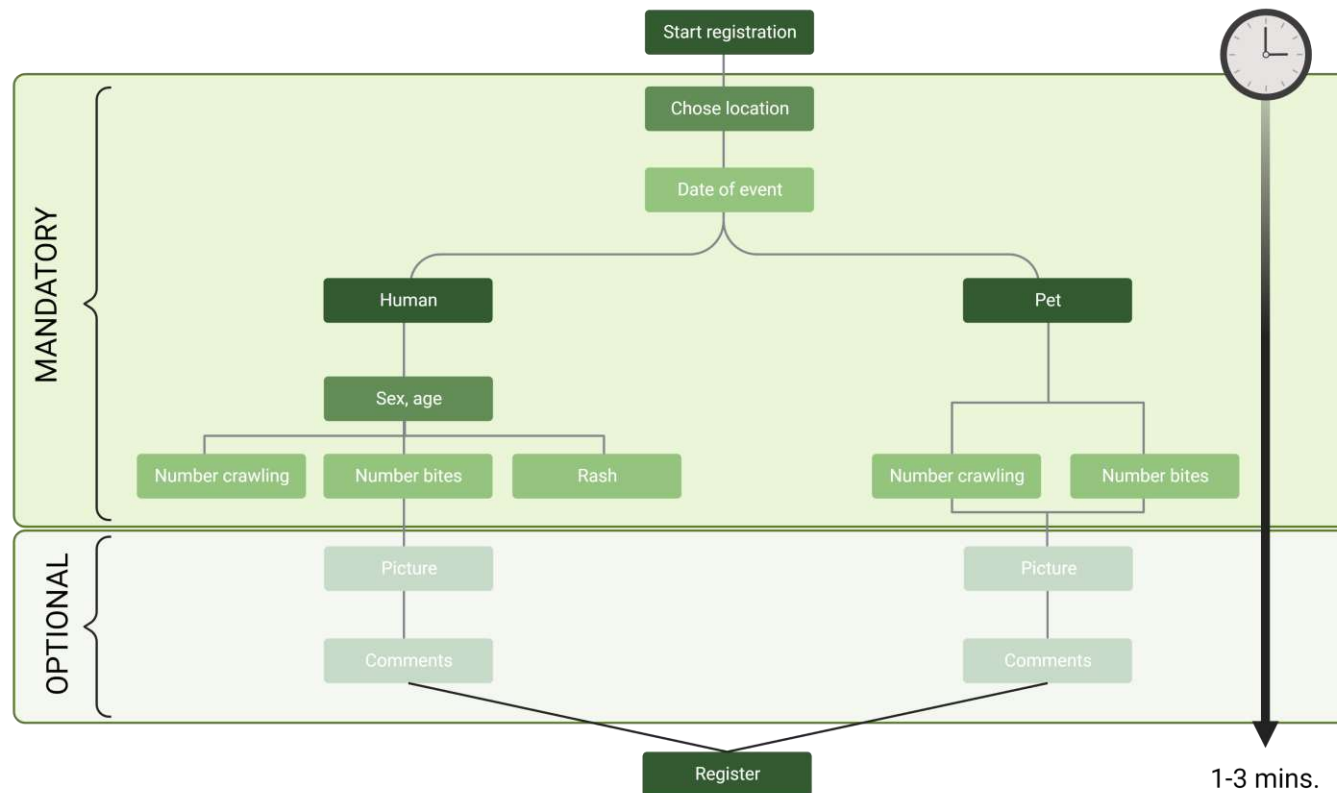 Start registration
Chose location
Date of event
MANDATORY
Human
Pet
Sex, age
Number crawling
Number bites
Rash
Number crawling
Number bites
OPTIONAL
Picture
Picture
Comments
Comments
Register
1-3 mins.